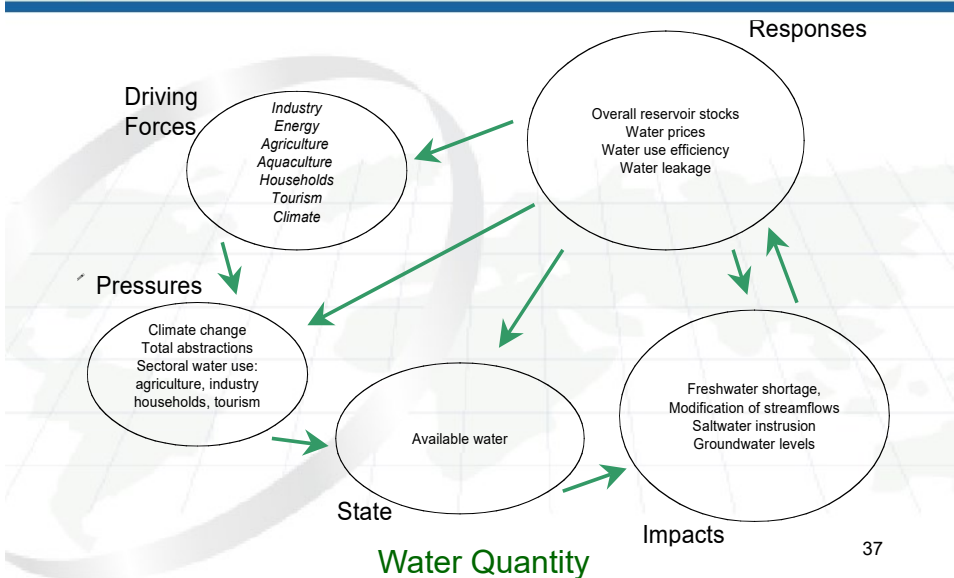 Responses
Overall reservoir stocks
Water prices
Water use efficiency
Water leakage
Driving
Forces
Industry
Energy
Agriculture
Aquaculture
Households
Tourism
Climate
Pressures
Climate change
Total abstractions
Sectoral water use:
agriculture, industry
households, tourism
Available water
State
Freshwater shortage,
Modification of streamflows
Saltwater instrusion
Groundwater levels
Impacts
Water Quantity
37